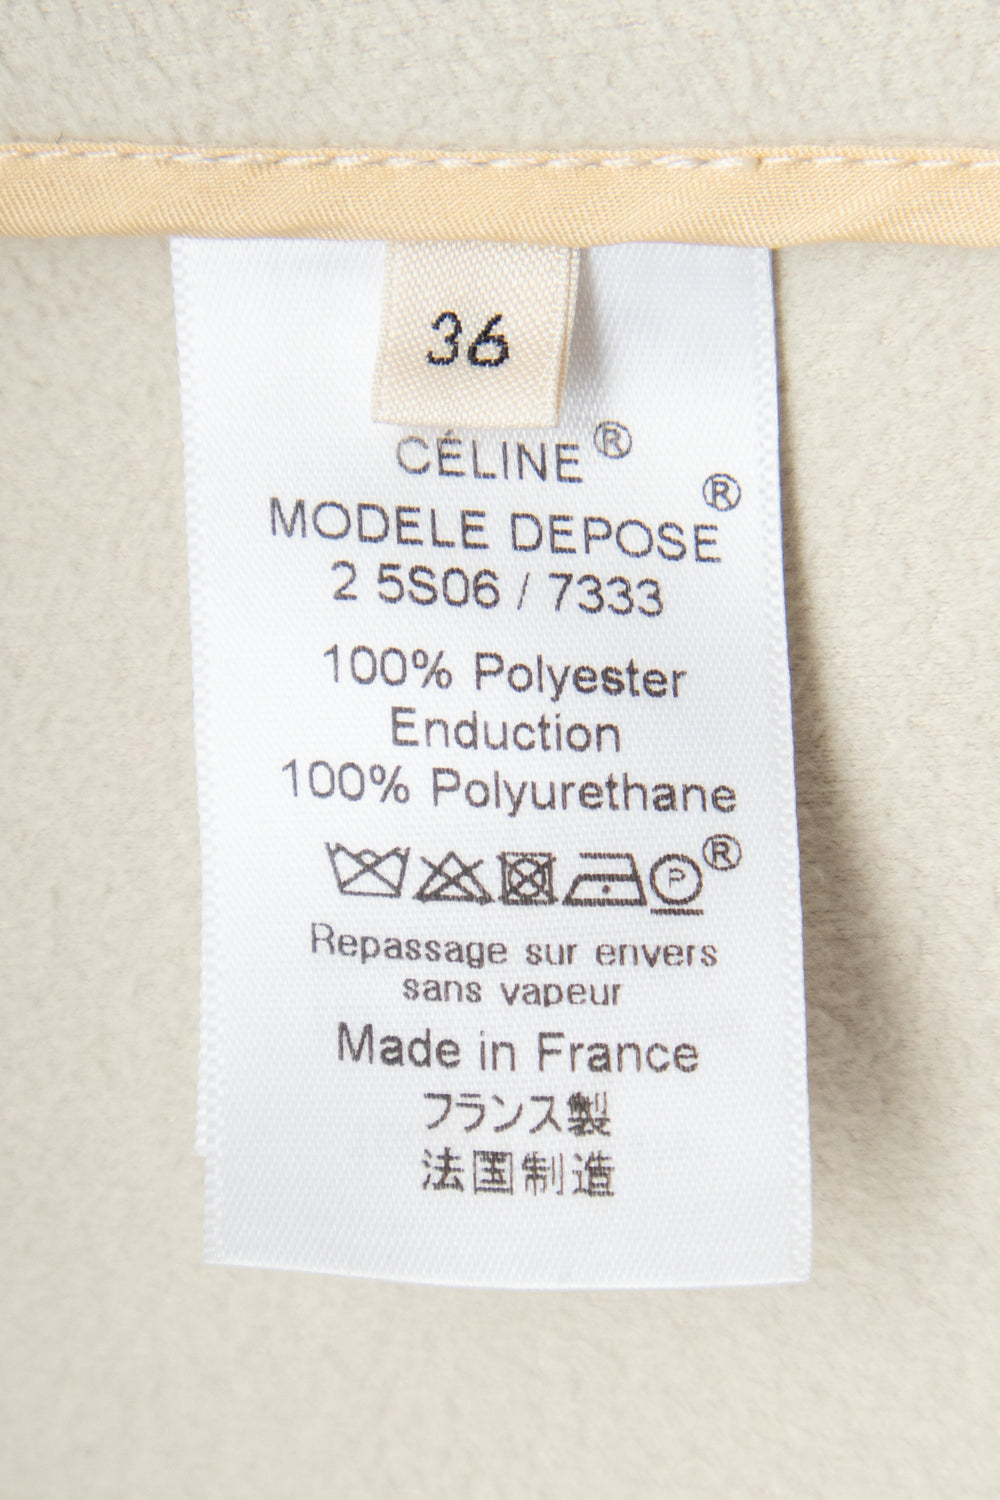 36
CÉLINE®
MODELE DEPOSE®
2 5S06 / 7333
100% Polyester
Enduction
100% Polyurethane
P ®
Repassage sur envers
sans vapeur
Made in France
フランス製
法国制造